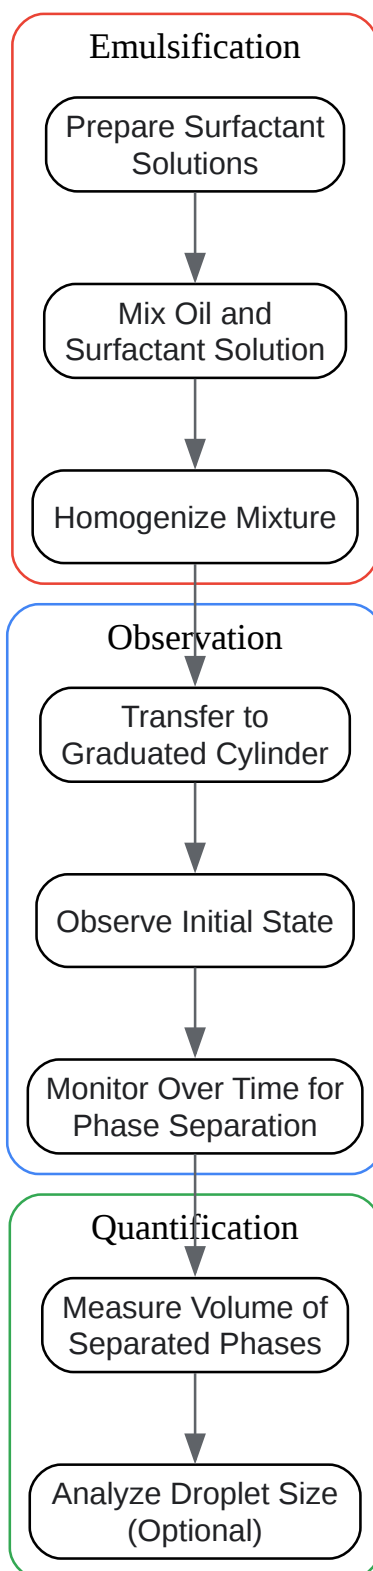 Emulsification
Prepare Surfactant
Solutions
Mix Oil and
Surfactant Solution
Homogenize Mixture
Observation
Transfer to
Graduated Cylinder
Observe Initial State
Monitor Over Time for
Phase Separation
Quantification
Measure Volume of
Separated Phases
Analyze Droplet Size
(Optional)